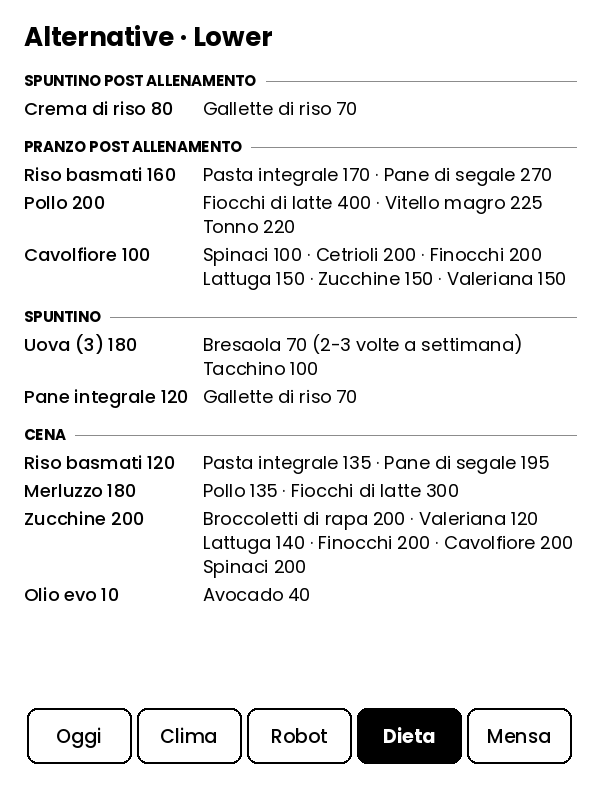 Alternative · Lower
SPUNTINO POST ALLENAMENTO
Crema di riso 80 Gallette di riso 70
PRANZO POST ALLENAMENTO
Riso basmati 160 Pasta integrale 170 · Pane di segale 270
Pollo 200 Fiocchi di latte 400 · Vitello magro 225
Tonno 220
Cavolfiore 100 Spinaci 100 · Cetrioli 200 · Finocchi 200
Lattuga 150 · Zucchine 150 · Valeriana 150
SPUNTINO
Uova (3) 180 Bresaola 70 (2-3 volte a settimana)
Tacchino 100
Pane integrale 120 Gallette di riso 70
CENA
Riso basmati 120 Pasta integrale 135 · Pane di segale 195
Merluzzo 180 Pollo 135 · Fiocchi di latte 300
Zucchine 200 Broccoletti di rapa 200 · Valeriana 120
Lattuga 140 · Finocchi 200 · Cavolfiore 200
Spinaci 200
Olio evo 10 Avocado 40
Oggi Clima Robot Dieta Mensa